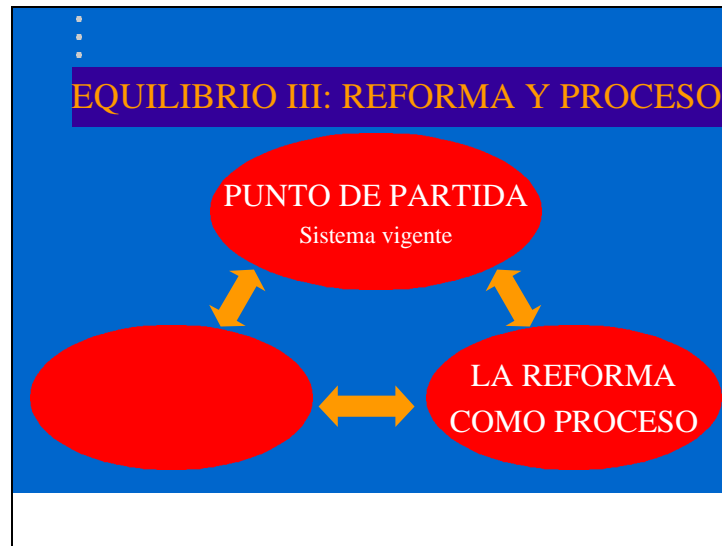 EQUILIBRIO III: REFORMA Y PROCESO
PUNTO DE PARTIDA
Sistema vigente
LA REFORMA
COMO PROCESO